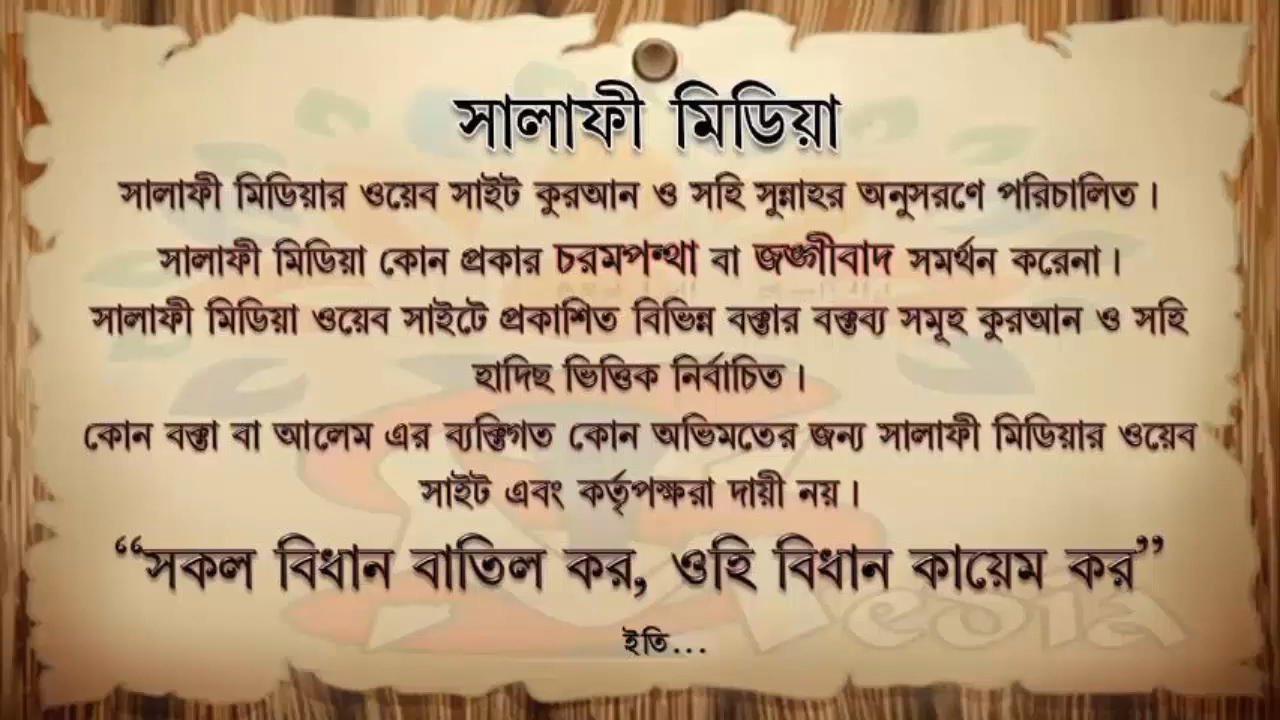 সালাফী মিডিয়া
সালাফী মিডিয়ার ওয়েব সাইট কুরআন ও সহি সুন্নাহর অনুসরণে পরিচালিত।
সালাফী মিডিয়া কোন প্রকার চরমপন্থা বা জঙ্গীবাদ সমর্থন করেনা।
সালাফী মিডিয়া ওয়েব সাইটে প্রকাশিত বিভিন্ন বক্তার বক্তব্য সমূহ কুরআন ও সহি
হাদিছ ভিত্তিক নির্বাচিত।
কোন বক্তা বা আলেম এর ব্যক্তিগত কোন অভিমতের জন্য সালাফী মিডিয়ার ওয়েব
সাইট এবং কর্তৃপক্ষরা দায়ী নয়।
“সকল বিধান বাতিল কর, ওহি বিধান কায়েম কর”
Media
ইতি...